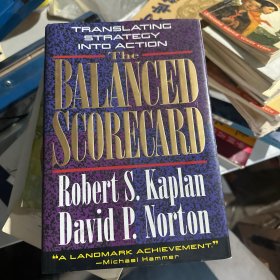 TRANSLATING
STRATEGY
INTO ACTION
The
BALANCED
SCORECARD
Robert S. Kaplan
David P. Norton
"A LANDMARK ACHIEVEMENT."
—Michael Hammer